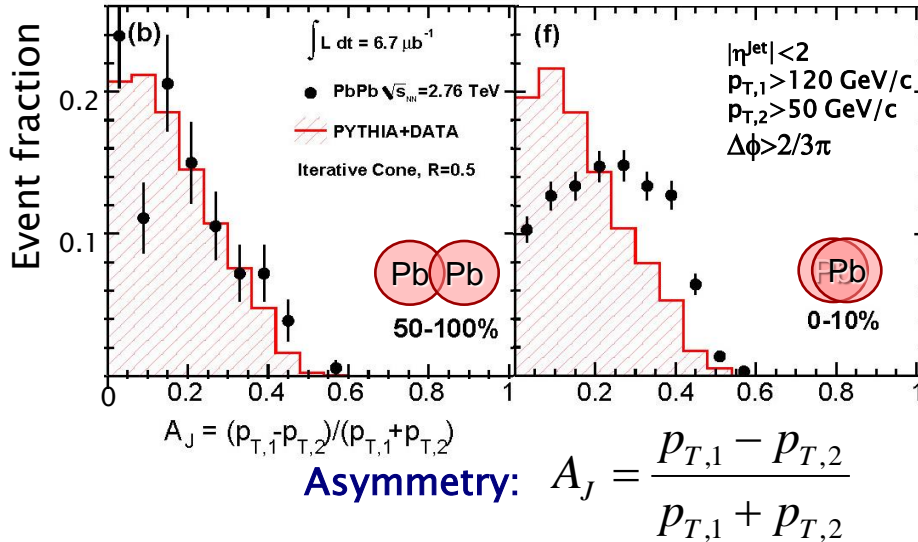 (b)
∫L dt = 6.7 μb⁻¹
PbPb √s_NN=2.76 TeV
PYTHIA+DATA
Iterative Cone, R=0.5
Pb Pb
50-100%
Event fraction
0.2
0.1
0 0.2 0.4 0.6 0.8 1
(f)
|η^Jet|<2
p_T,1>120 GeV/c
p_T,2>50 GeV/c
Δϕ>2/3π
Pb
0-10%
0.2 0.4 0.6 0.8 1
A_J = (p_T,1-p_T,2)/(p_T,1+p_T,2)
Asymmetry: A_J = (p_T,1 − p_T,2)/(p_T,1 + p_T,2)